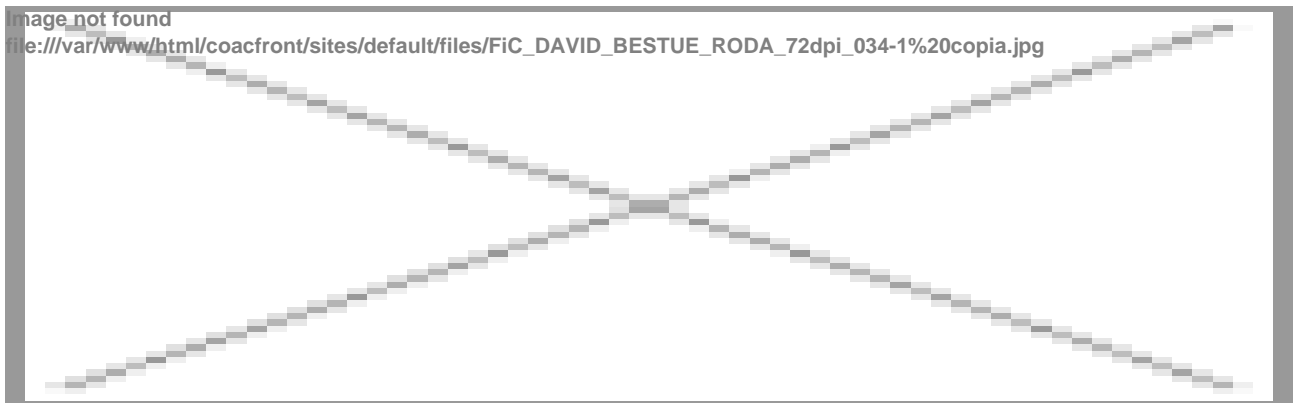 Image not found
file:///var/www/html/coacfront/sites/default/files/FiC_DAVID_BESTUE_RODA_72dpi_034-1%20copia.jpg